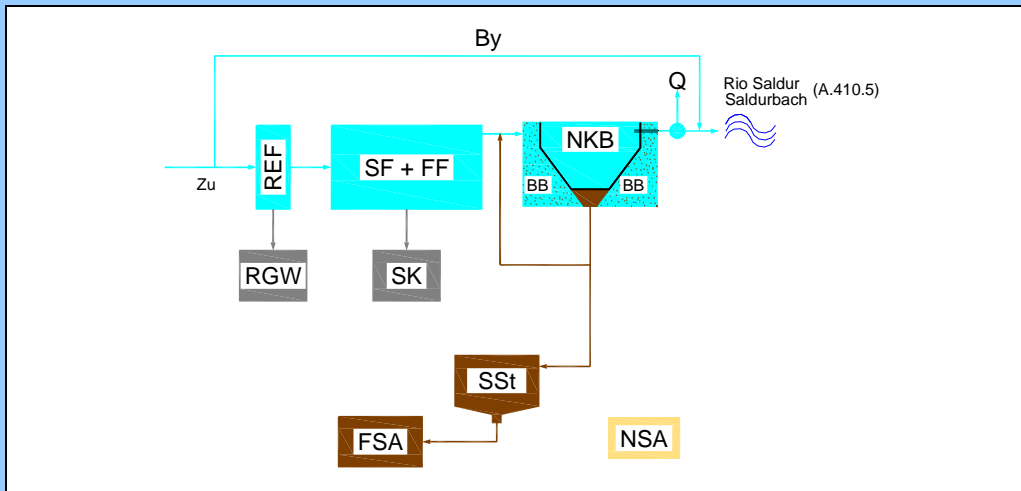 By
Q
Rio Saldur
Saldurbach (A.410.5)
Zu
REF
SF + FF
NKB
BB
BB
RGW
SK
SSt
FSA
NSA